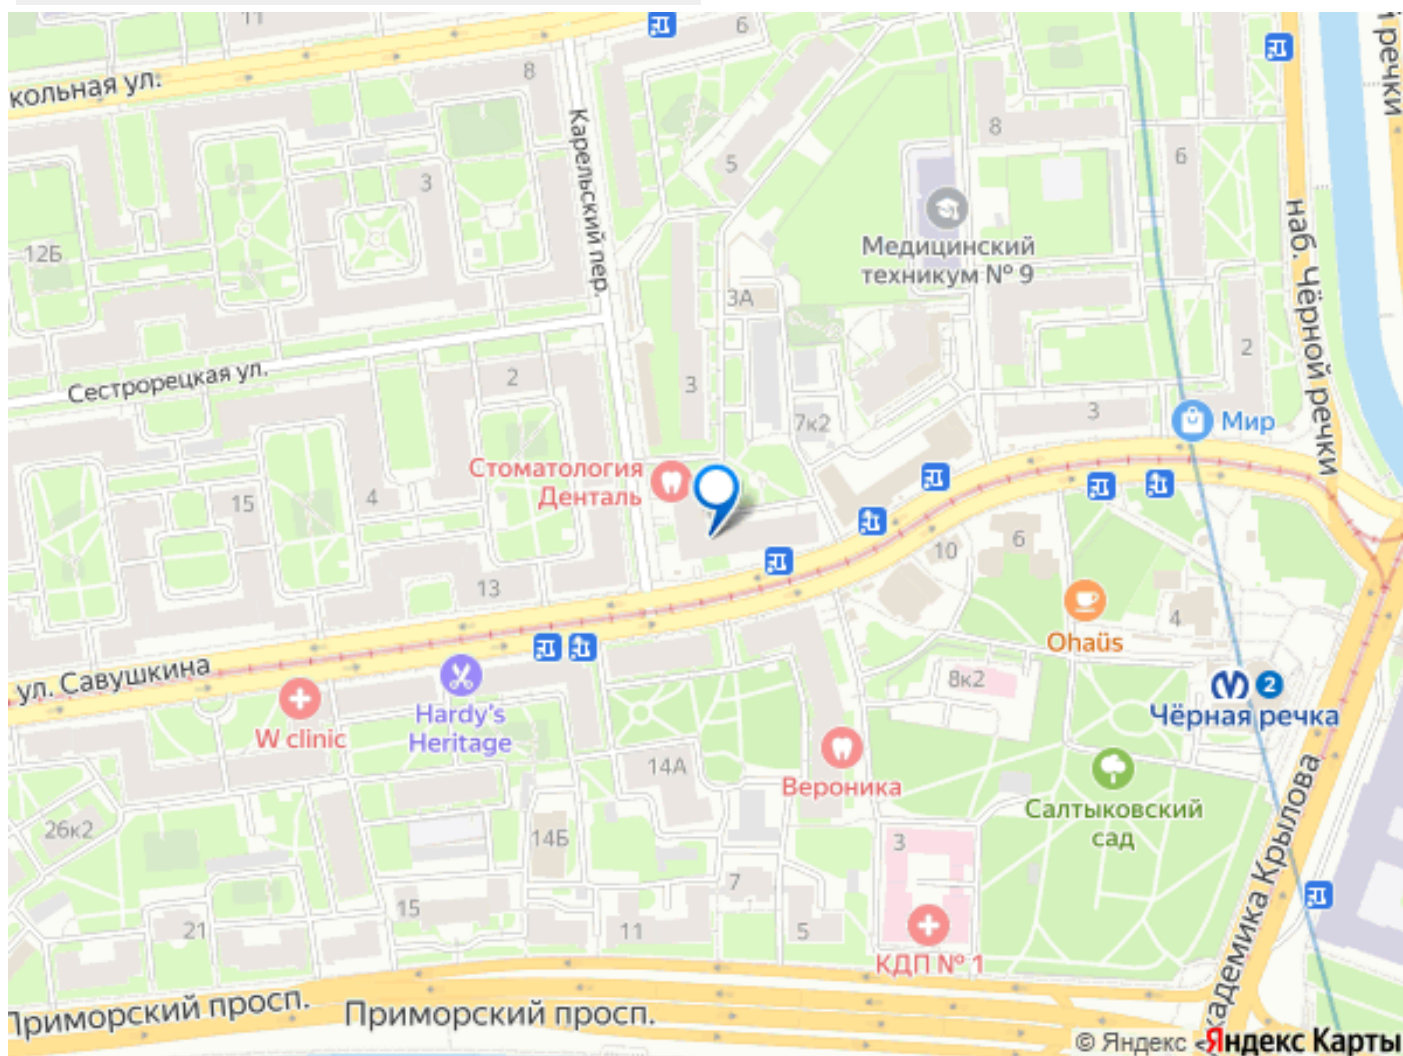 11
6
кольная ул.
8
Карельский пер.
5
8
6
й речки
3
12Б
Медицинский
техникум № 9
наб. Чёрной речки
3А
2
Сестрорецкая ул.
2
3
7к2
3
Мир
Стоматология
Денталь
15
4
10
6
13
Ohaüs
4
ул. Савушкина
W clinic
Hardy's
Heritage
8к2
2
Чёрная речка
14А
Вероника
Салтыковский
сад
26к2
14Б
3
7
15
21
11
5
КДП № 1
кадемика Крылова
Приморский просп.
Приморский просп.
© Яндекс
Яндекс Карты